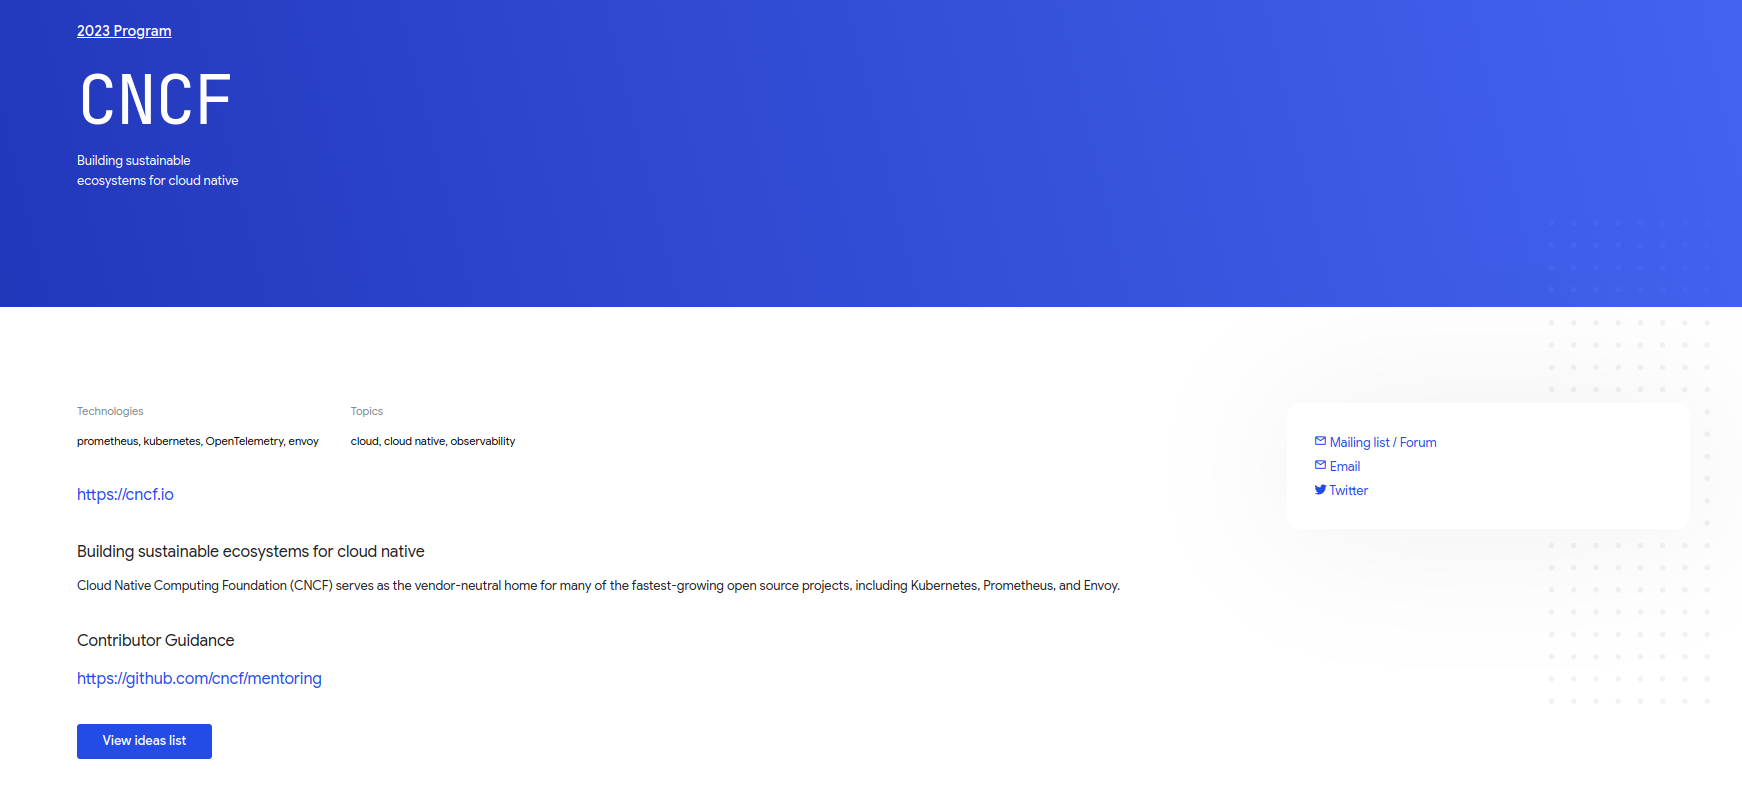 2023 Program
CNCF
Building sustainable
ecosystems for cloud native
Technologies
prometheus, kubernetes, OpenTelemetry, envoy
Topics
cloud, cloud native, observability
https://cncf.io
Building sustainable ecosystems for cloud native
Cloud Native Computing Foundation (CNCF) serves as the vendor-neutral home for many of the fastest-growing open source projects, including Kubernetes, Prometheus, and Envoy.
Contributor Guidance
https://github.com/cncf/mentoring
View ideas list
Mailing list / Forum
Email
Twitter